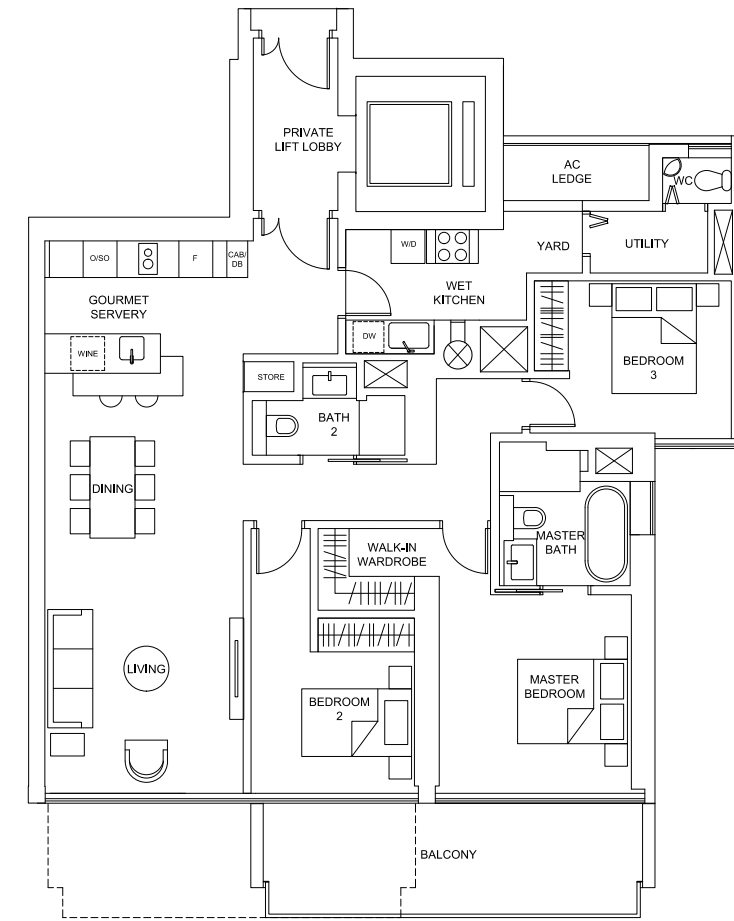 PRIVATE
LIFT LOBBY
AC
LEDGE
WC
O/SO
F
CAB/
DB
W/D
YARD
UTILITY
GOURMET
SERVERY
WET
KITCHEN
WINE
DW
STORE
BEDROOM
3
BATH
2
DINING
WALK-IN
WARDROBE
MASTER
BATH
LIVING
BEDROOM
2
MASTER
BEDROOM
BALCONY